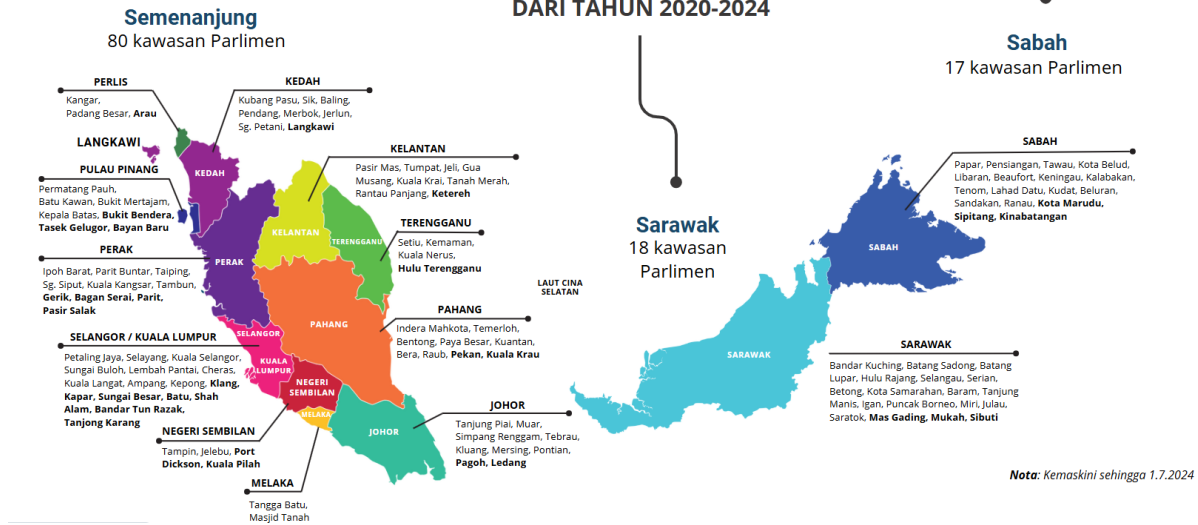 DARI TAHUN 2020-2024
Semenanjung
80 kawasan Parlimen
PERLIS
Kangar,
Padang Besar, Arau
KEDAH
Kubang Pasu, Sik, Baling,
Pendang, Merbok, Jerlun,
Sg. Petani, Langkawi
LANGKAWI
PULAU PINANG
Permatang Pauh,
Batu Kawan, Bukit Mertajam,
Kepala Batas, Bukit Bendera,
Tasek Gelugor, Bayan Baru
PERAK
Ipoh Barat, Parit Buntar, Taiping,
Sg. Siput, Kuala Kangsar, Tambun,
Gerik, Bagan Serai, Parit,
Pasir Salak
SELANGOR / KUALA LUMPUR
Petaling Jaya, Selayang, Kuala Selangor,
Sungai Buloh, Lembah Pantai, Cheras,
Kuala Langat, Ampang, Kepong, Klang,
Kapar, Sungai Besar, Batu, Shah
Alam, Bandar Tun Razak,
Tanjong Karang
NEGERI SEMBILAN
Tampin, Jelebu, Port
Dickson, Kuala Pilah
MELAKA
Tangga Batu,
Masjid Tanah
KELANTAN
Pasir Mas, Tumpat, Jeli, Gua
Musang, Kuala Krai, Tanah Merah,
Rantau Panjang, Ketereh
TERENGGANU
Setiu, Kemaman,
Kuala Nerus,
Hulu Terengganu
PAHANG
Indera Mahkota, Temerloh,
Bentong, Paya Besar, Kuantan,
Bera, Raub, Pekan, Kuala Krau
JOHOR
Tanjung Piai, Muar,
Simpang Renggam, Tebrau,
Kluang, Mersing, Pontian,
Pagoh, Ledang
KEDAH
KELANTAN
TERENGGANU
PERAK
PAHANG
SELANGOR
KUALA
LUMPUR
NEGERI
SEMBILAN
MELAKA
JOHOR
LAUT CINA
SELATAN
Sarawak
18 kawasan
Parlimen
SARAWAK
SABAH
Sabah
17 kawasan Parlimen
SABAH
Papar, Pensiangan, Tawau, Kota Belud,
Libaran, Beaufort, Keningau, Kalabakan,
Tenom, Lahad Datu, Kudat, Beluran,
Sandakan, Ranau, Kota Marudu,
Sipitang, Kinabatangan
SARAWAK
Bandar Kuching, Batang Sadong, Batang
Lupar, Hulu Rajang, Selangau, Serian,
Betong, Kota Samarahan, Baram, Tanjung
Manis, Igan, Puncak Borneo, Miri, Julau,
Saratok, Mas Gading, Mukah, Sibuti
Nota: Kemaskini sehingga 1.7.2024